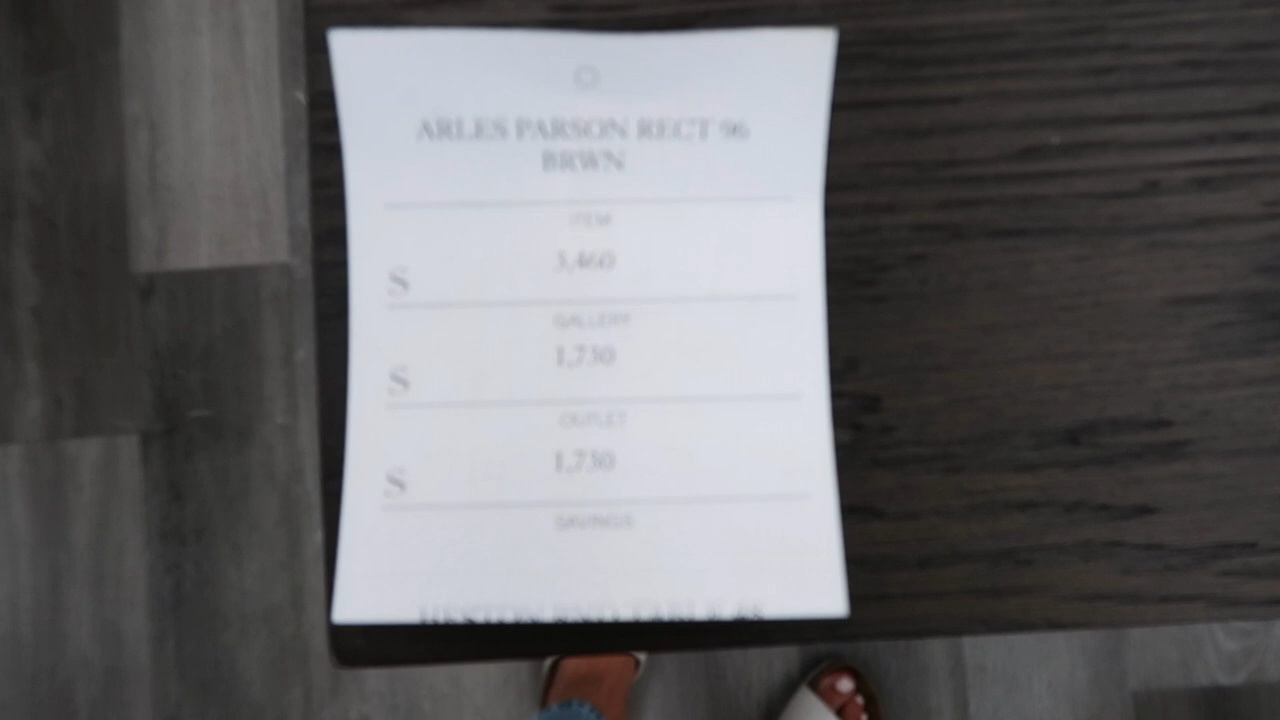 ARLES PARSON RECT 96
BRWN
ITEM
$ 3,460
GALLERY
$ 1,730
OUTLET
$ 1,730
SAVINGS